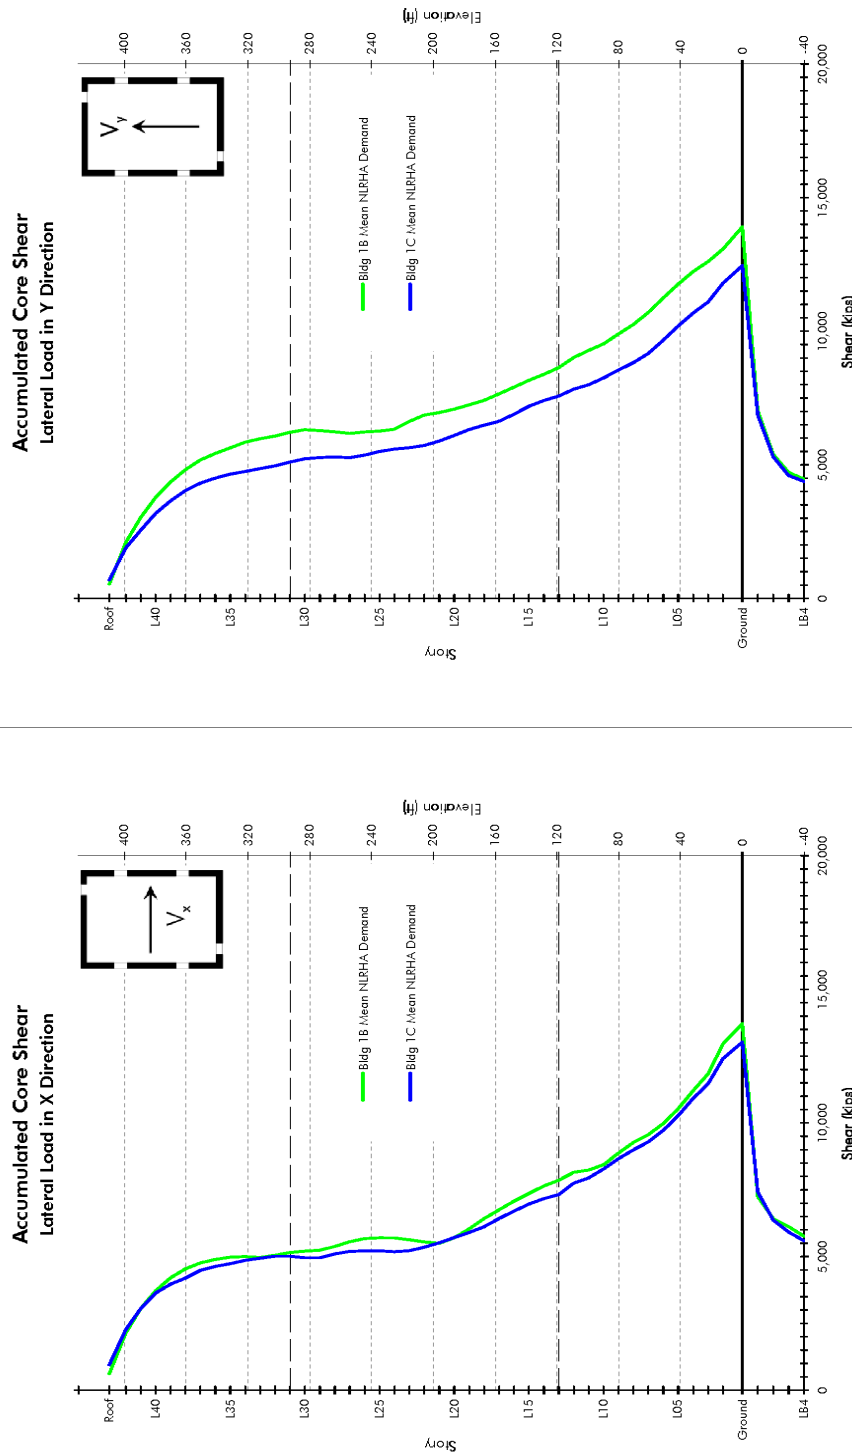 Accumulated Core Shear
Lateral Load in X Direction
Vx
Bldg 1B Mean NLRHA Demand
Bldg 1C Mean NLRHA Demand
Story
Roof
L40
L35
L30
L25
L20
L15
L10
L05
Ground
LB4
Elevation (ft)
400
360
320
280
240
200
160
120
80
40
0
-40
0
5,000
10,000
15,000
20,000
Shear (kips)
Accumulated Core Shear
Lateral Load in Y Direction
Vy
Bldg 1B Mean NLRHA Demand
Bldg 1C Mean NLRHA Demand
Story
Roof
L40
L35
L30
L25
L20
L15
L10
L05
Ground
LB4
Elevation (ft)
400
360
320
280
240
200
160
120
80
40
0
-40
0
5,000
10,000
15,000
20,000
Shear (kips)